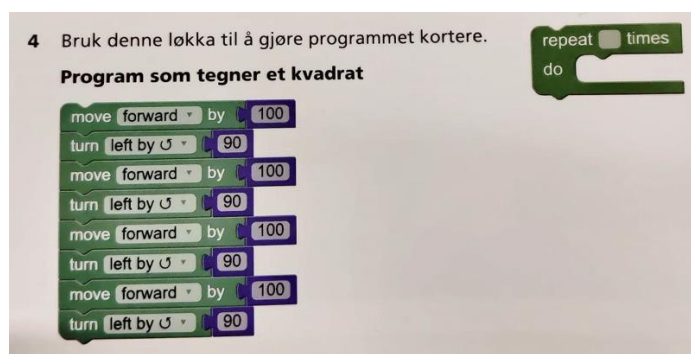 4 Bruk denne løkka til å gjøre programmet kortere.
Program som tegner et kvadrat
repeat times
do
move forward by 100
turn left by ↺ 90
move forward by 100
turn left by ↺ 90
move forward by 100
turn left by ↺ 90
move forward by 100
turn left by ↺ 90